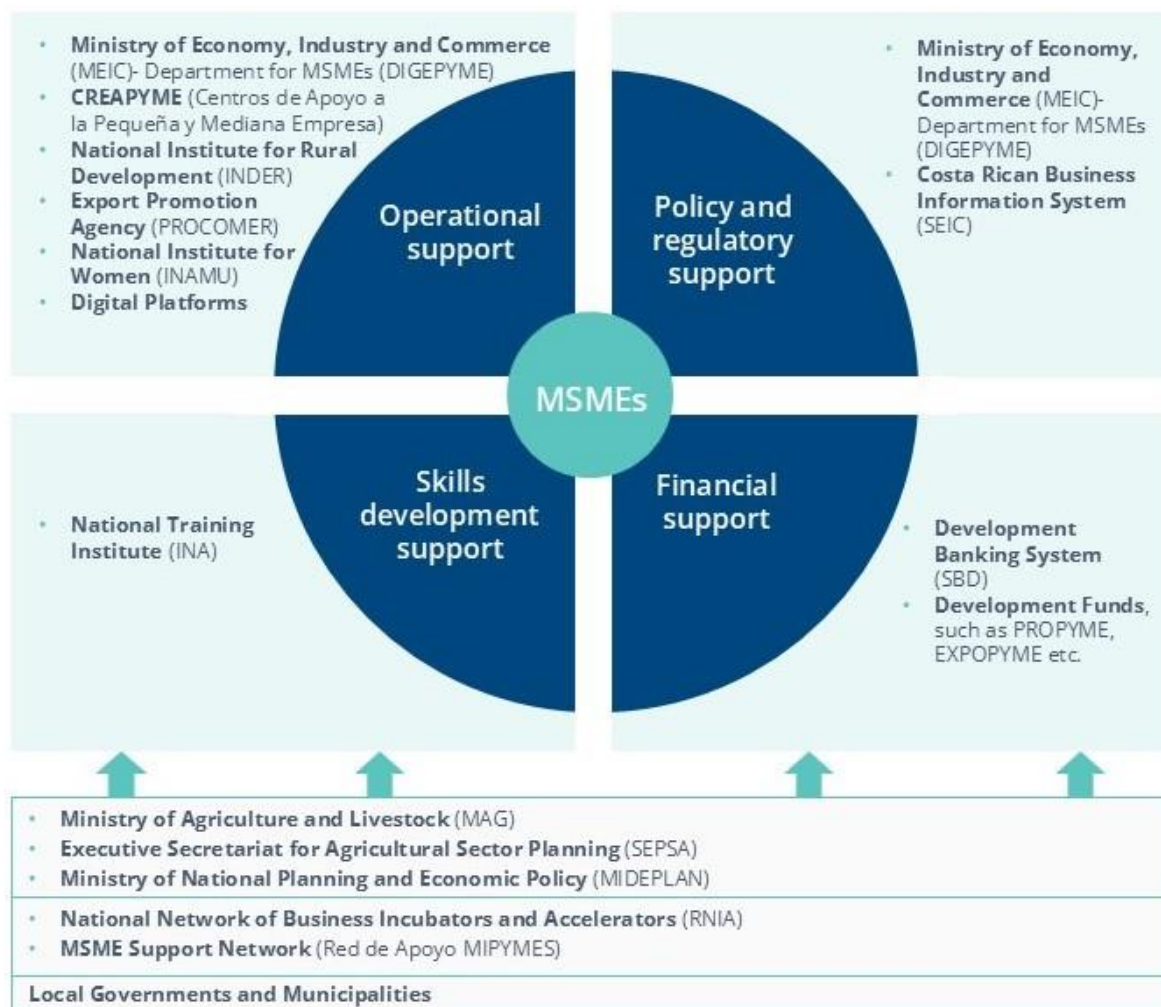 • Ministry of Economy, Industry and Commerce
(MEIC)- Department for MSMEs (DIGEPYME)
• CREAPYME (Centros de Apoyo a
la Pequeña y Mediana Empresa)
• National Institute for Rural
Development (INDER)
• Export Promotion
Agency (PROCOMER)
• National Institute for
Women (INAMU)
• Digital Platforms
Operational
support
Policy and
regulatory
support
• Ministry of Economy,
Industry and
Commerce (MEIC)-
Department for MSMEs
(DIGEPYME)
• Costa Rican Business
Information System
(SEIC)
MSMEs
• National Training
Institute (INA)
Skills
development
support
Financial
support
• Development
Banking System
(SBD)
• Development Funds,
such as PROPYME,
EXPOPYME etc.
• Ministry of Agriculture and Livestock (MAG)
• Executive Secretariat for Agricultural Sector Planning (SEPSA)
• Ministry of National Planning and Economic Policy (MIDEPLAN)
• National Network of Business Incubators and Accelerators (RNIA)
• MSME Support Network (Red de Apoyo MIPYMES)
Local Governments and Municipalities